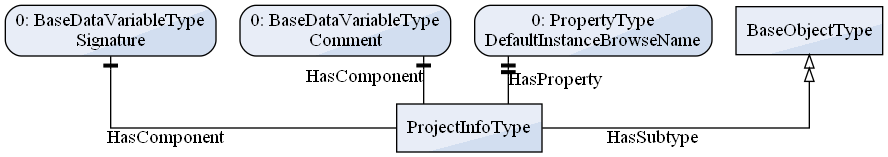 0: BaseDataVariableType
Signature
0: BaseDataVariableType
Comment
0: PropertyType
DefaultInstanceBrowseName
BaseObjectType
HasComponent
HasProperty
ProjectInfoType
HasComponent
HasSubtype